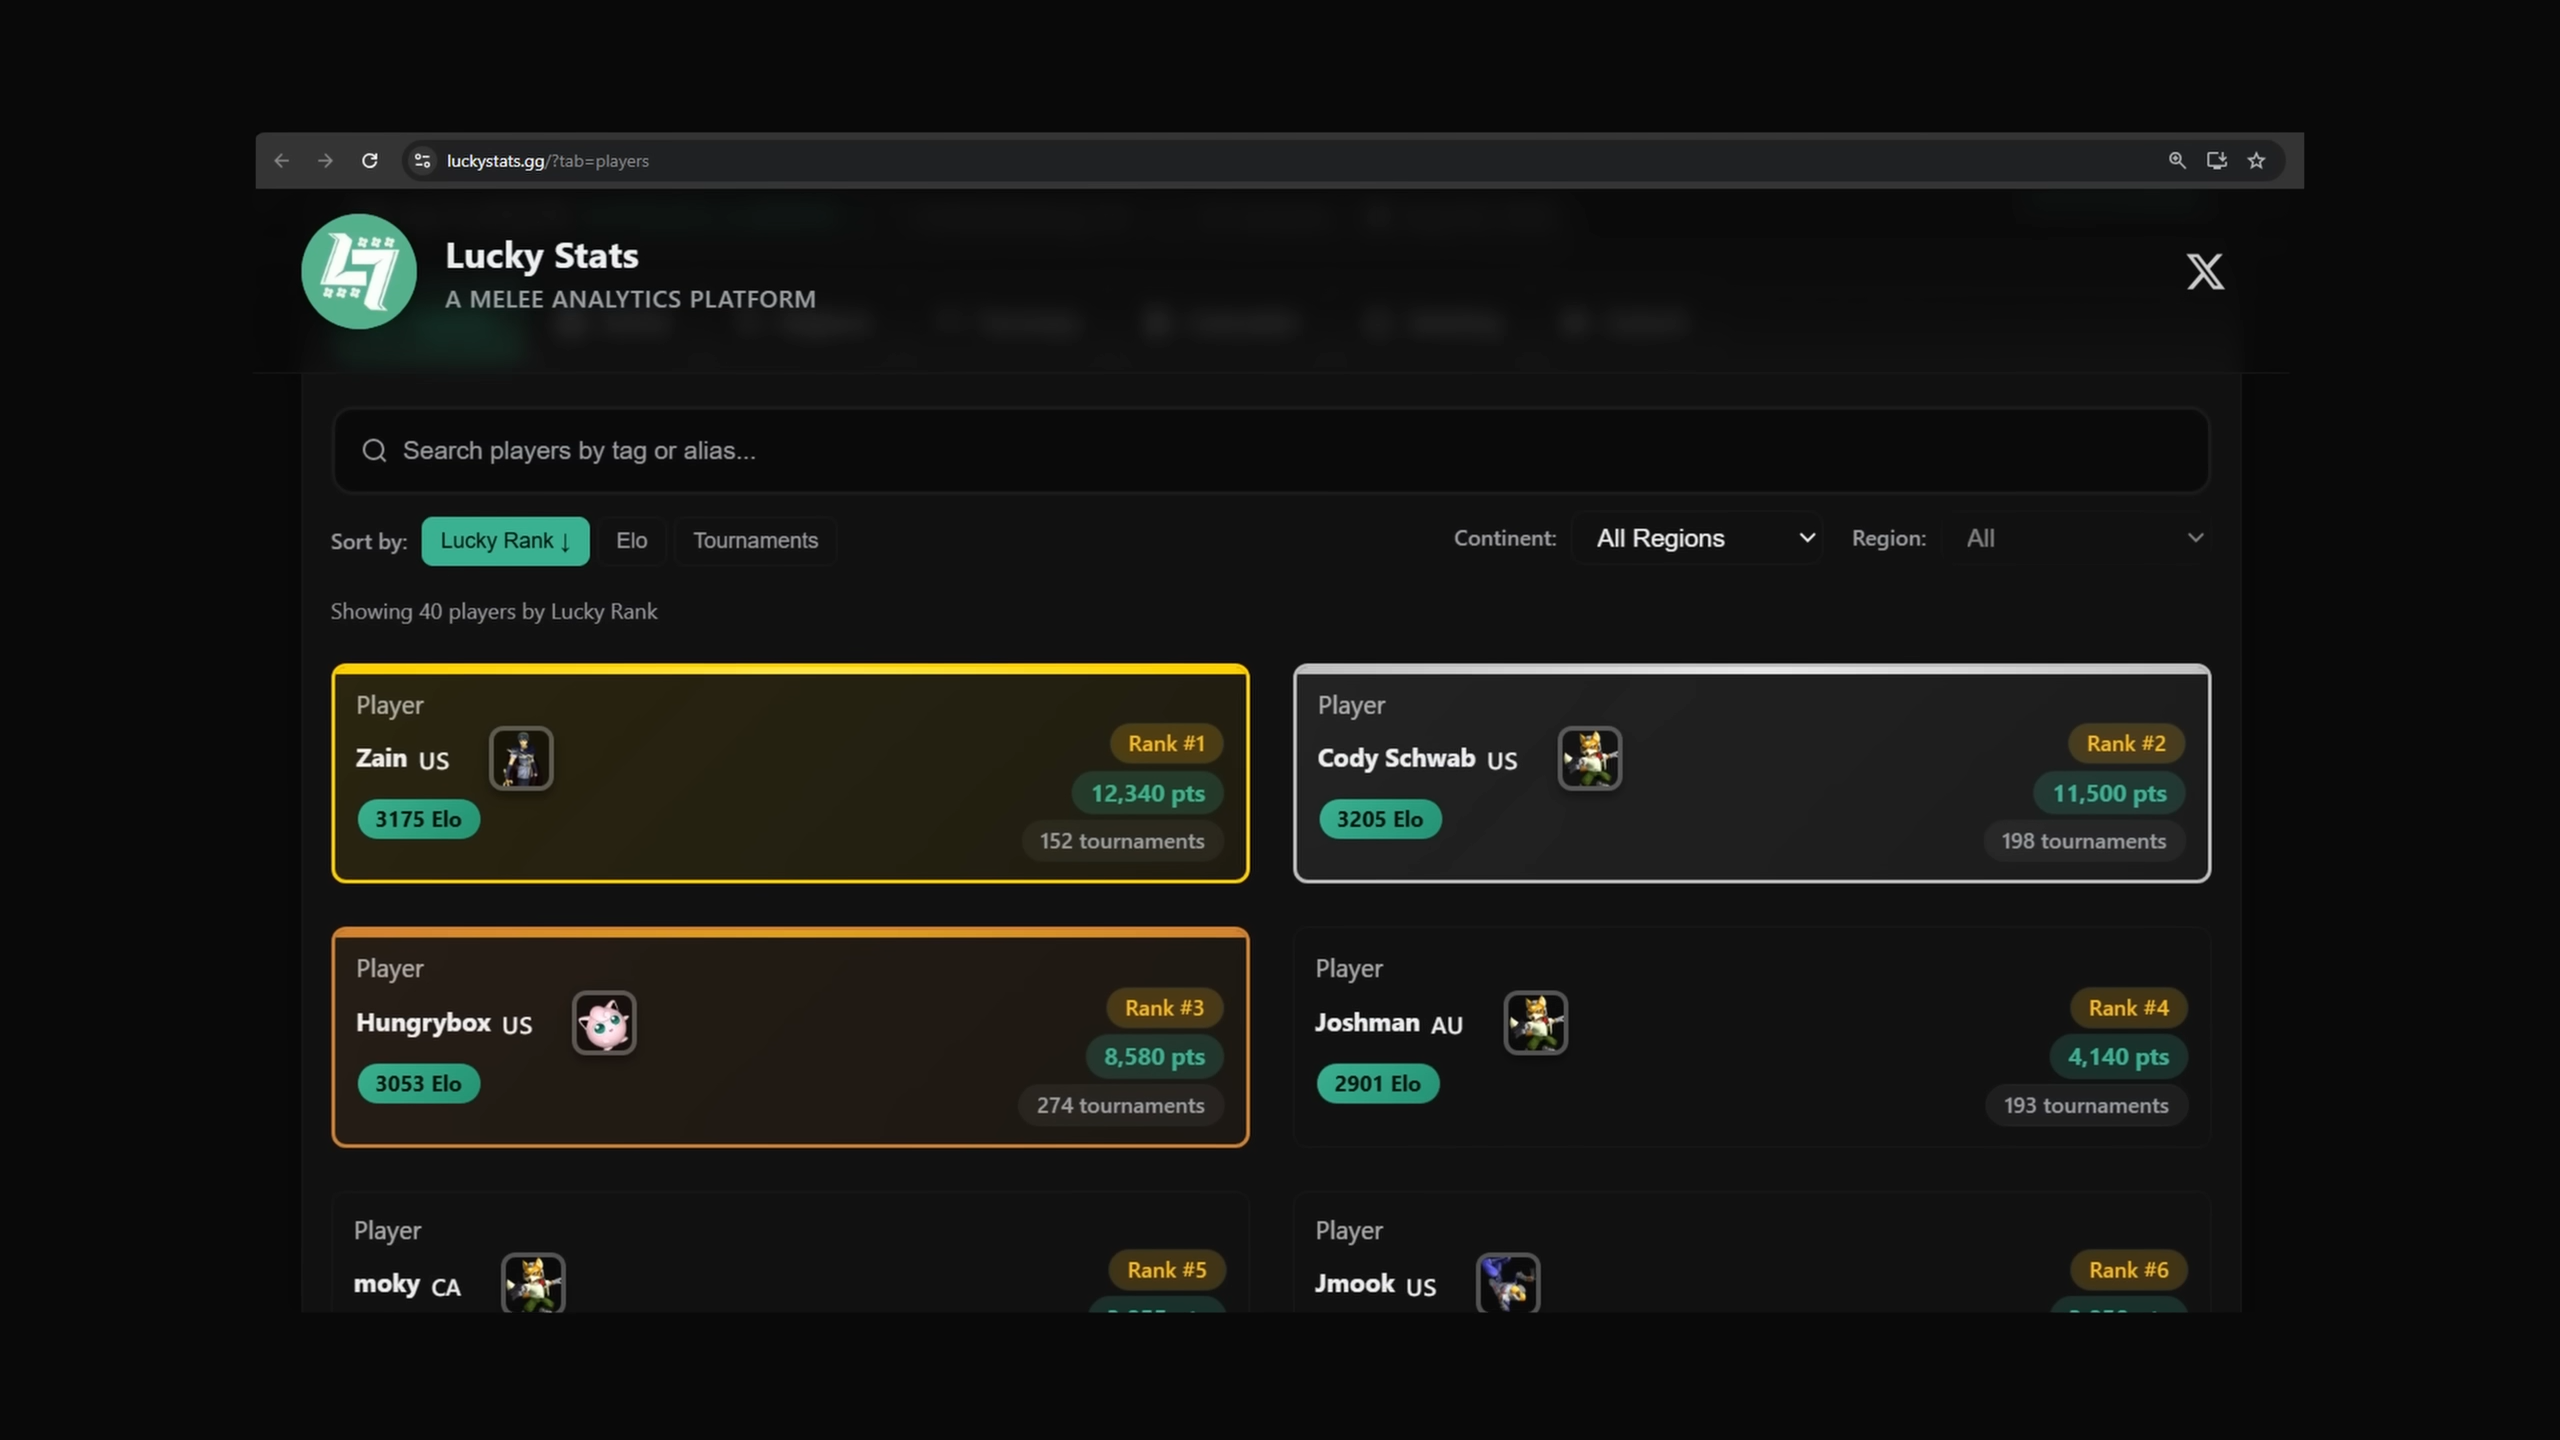 luckystats.gg/?tab=players
Lucky Stats
A MELEE ANALYTICS PLATFORM
Search players by tag or alias...
Sort by: Lucky Rank ↓ Elo Tournaments Continent: All Regions Region: All
Showing 40 players by Lucky Rank
Player
Zain US
3175 Elo
Rank #1
12,340 pts
152 tournaments
Player
Cody Schwab US
3205 Elo
Rank #2
11,500 pts
198 tournaments
Player
Hungrybox US
3053 Elo
Rank #3
8,580 pts
274 tournaments
Player
Joshman AU
2901 Elo
Rank #4
4,140 pts
193 tournaments
Player
moky CA
Rank #5
Player
Jmook US
Rank #6